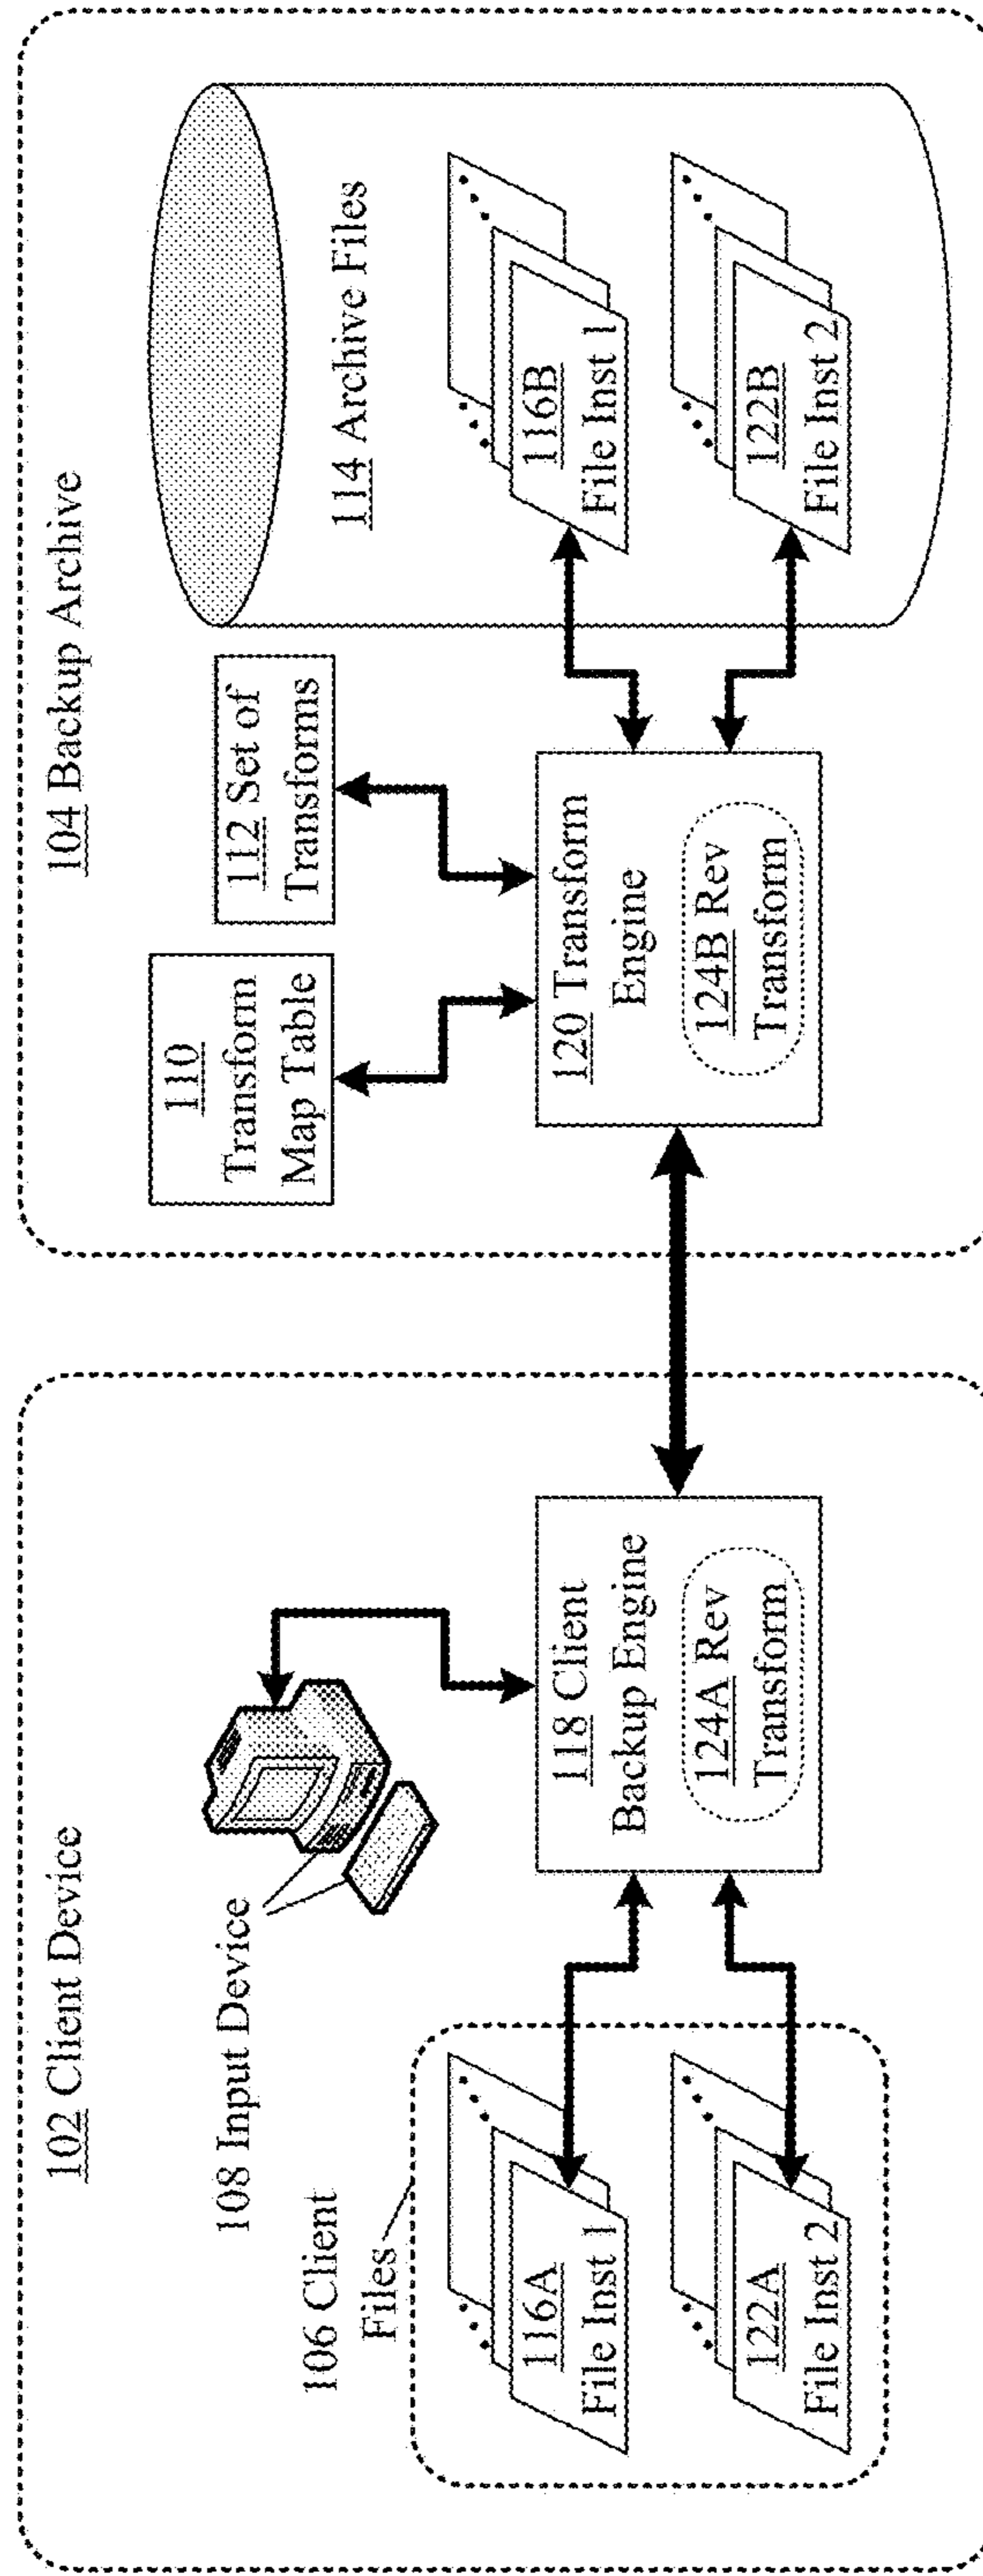 102 Client Device
108 Input Device
106 Client
Files
116A
File Inst 1
122A
File Inst 2
118 Client
Backup Engine
124A Rev
Transform
104 Backup Archive
110
Transform
Map Table
112 Set of
Transforms
120 Transform
Engine
124B Rev
Transform
114 Archive Files
116B
File Inst 1
122B
File Inst 2